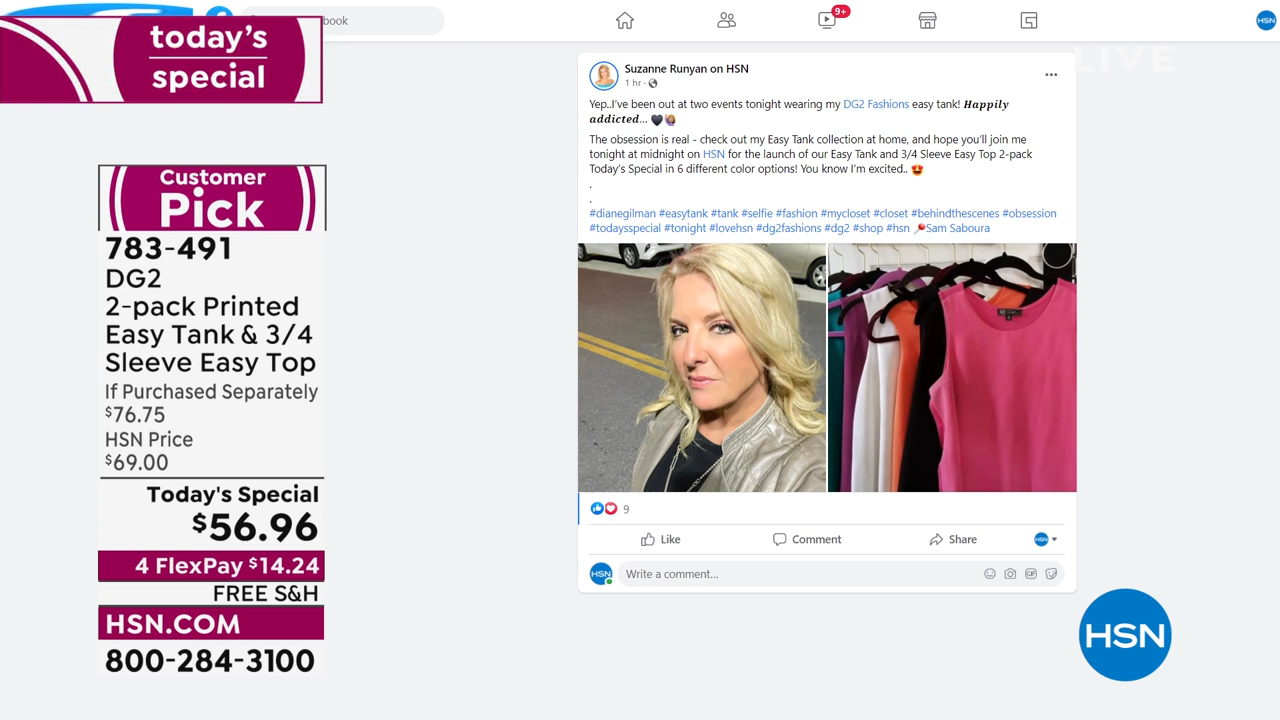 today's
special
Customer
Pick
783-491
DG2
2-pack Printed
Easy Tank & 3/4
Sleeve Easy Top
If Purchased Separately
$76.75
HSN Price
$69.00
Today's Special
$56.96
4 FlexPay $14.24
FREE S&H
HSN.COM
800-284-3100
book
9+
HSN
LIVE
Suzanne Runyan on HSN
1 hr ·
Yep..I've been out at two events tonight wearing my DG2 Fashions easy tank! Happily
addicted... 🖤🙋🏼‍♀️
The obsession is real - check out my Easy Tank collection at home, and hope you'll join me
tonight at midnight on HSN for the launch of our Easy Tank and 3/4 Sleeve Easy Top 2-pack
Today's Special in 6 different color options! You know I'm excited.. 😍
.
.
#dianegilman #easytank #tank #selfie #fashion #mycloset #closet #behindthescenes #obsession
#todaysspecial #tonight #lovehsn #dg2fashions #dg2 #shop #hsn 📍Sam Saboura
9
Like Comment Share HSN
HSN Write a comment...
HSN